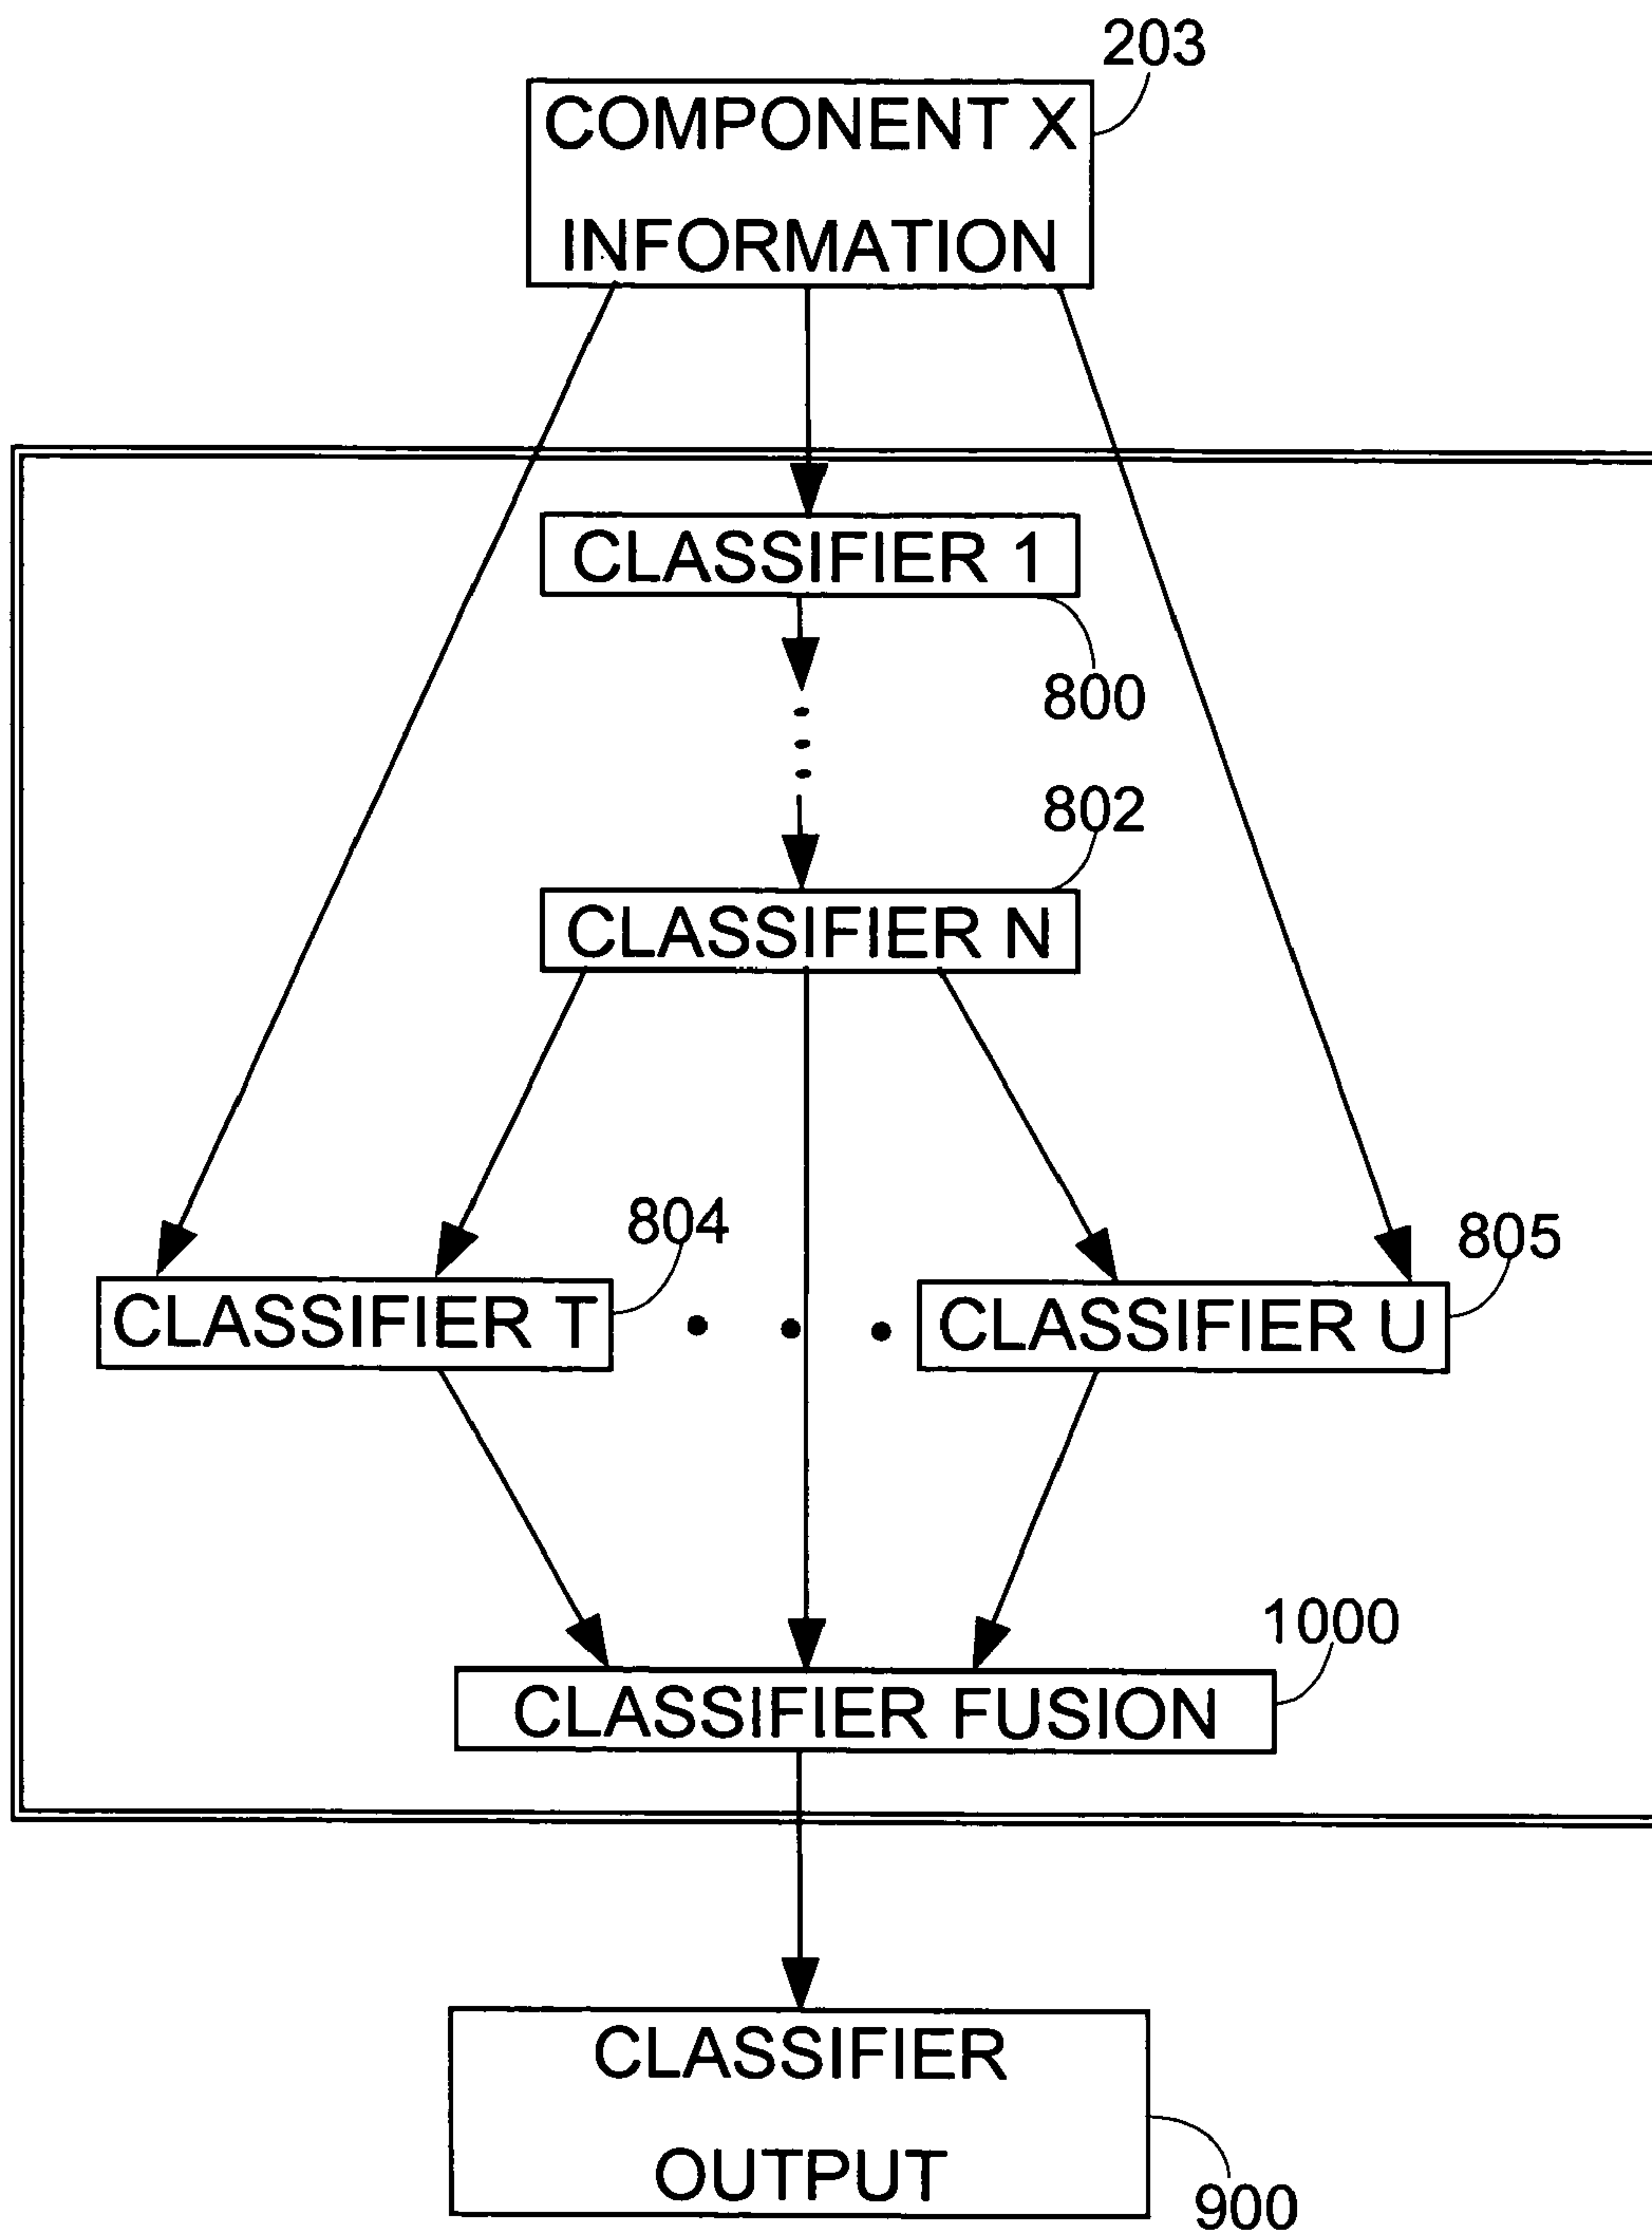 203
COMPONENT X
INFORMATION
CLASSIFIER 1
800
802
CLASSIFIER N
804
805
CLASSIFIER T
CLASSIFIER U
1000
CLASSIFIER FUSION
CLASSIFIER
OUTPUT
900